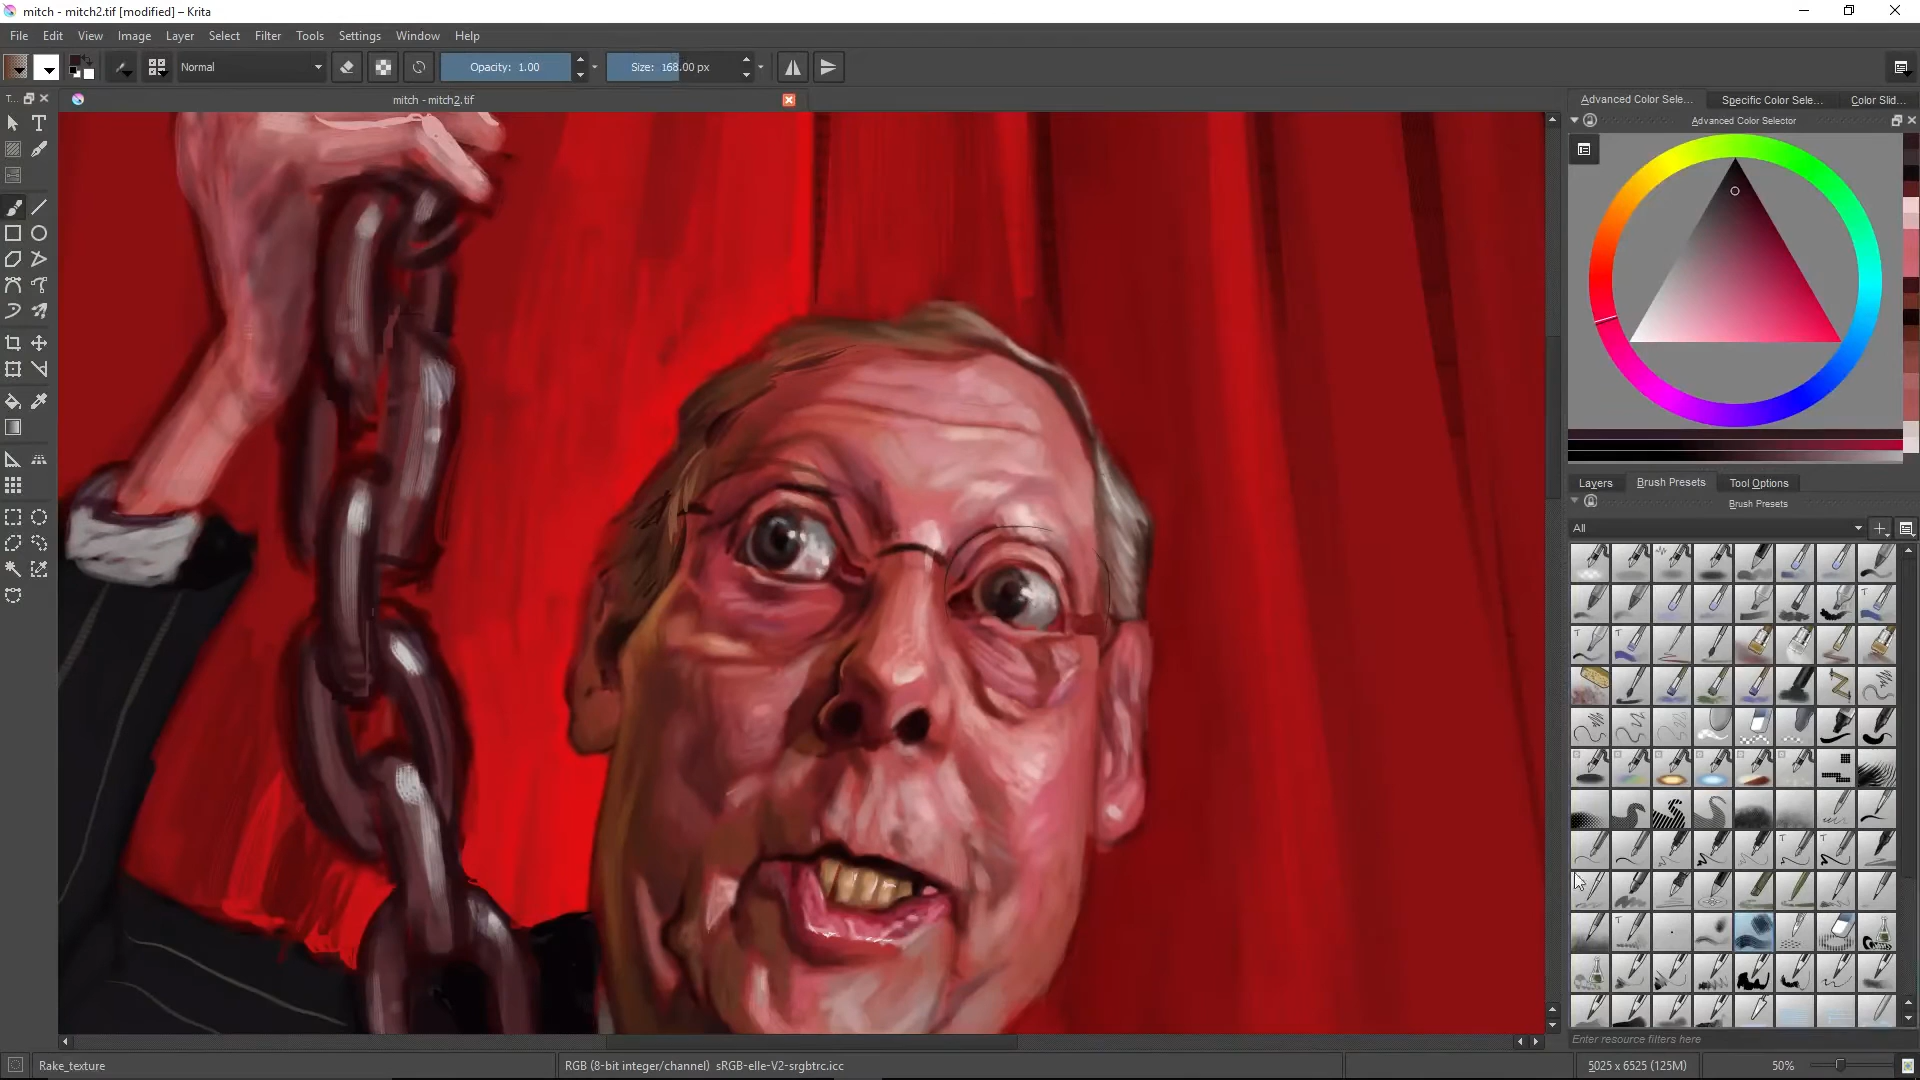 mitch - mitch2.tif [modified] – Krita
File Edit View Image Layer Select Filter Tools Settings Window Help
Normal
Opacity: 1.00
Size: 168.00 px
T...
mitch - mitch2.tif
Advanced Color Sele...
Specific Color Sele...
Color Slid...
Advanced Color Selector
Layers
Brush Presets
Tool Options
Brush Presets
All
Enter resource filters here
Rake_texture
RGB (8-bit integer/channel) sRGB-elle-V2-srgbtrc.icc
5025 x 6525 (125M)
50%